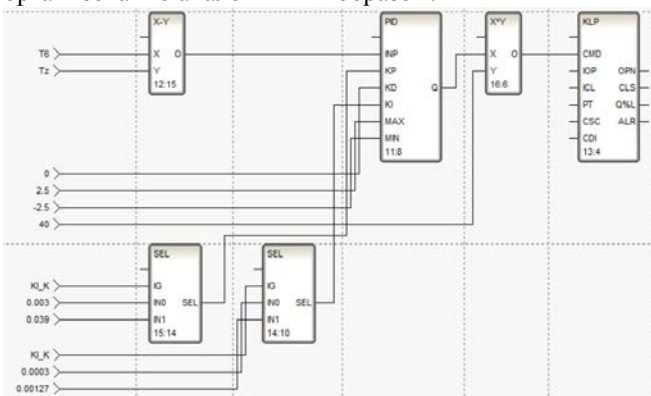 X-Y
T6
X
O
Tz
Y
12:15
PID
INP
KP
KD
Q
KI
MAX
MIN
11:8
X*Y
X
O
Y
16:6
KLP
CMD
IOP
OPN
ICL
CLS
PT
Q%L
CSC
ALR
CDI
13:4
0
2.5
-2.5
40
SEL
KI_K
IG
0.003
IN0
SEL
0.039
IN1
15:14
SEL
IG
IN0
SEL
IN1
14:10
KI_K
0.0003
0.00127